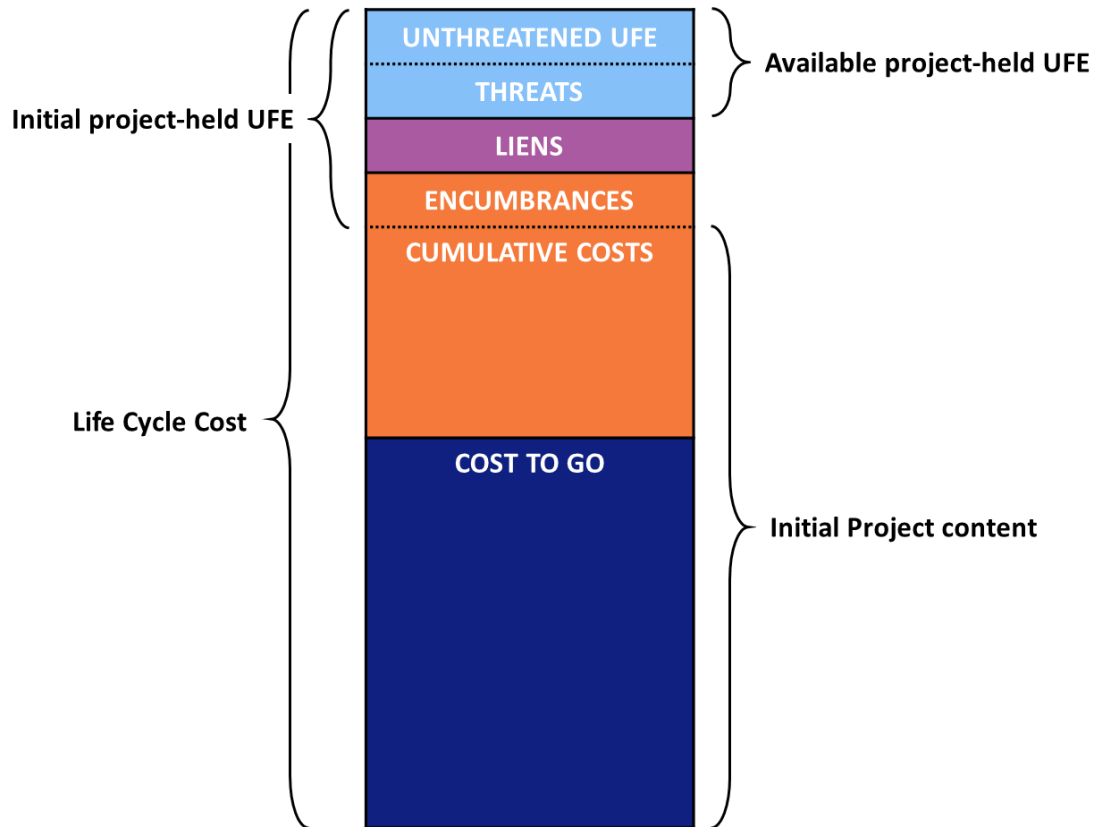 UNTHREATENED UFE
Available project-held UFE
THREATS
Initial project-held UFE
LIENS
ENCUMBRANCES
CUMULATIVE COSTS
Life Cycle Cost
COST TO GO
Initial Project content